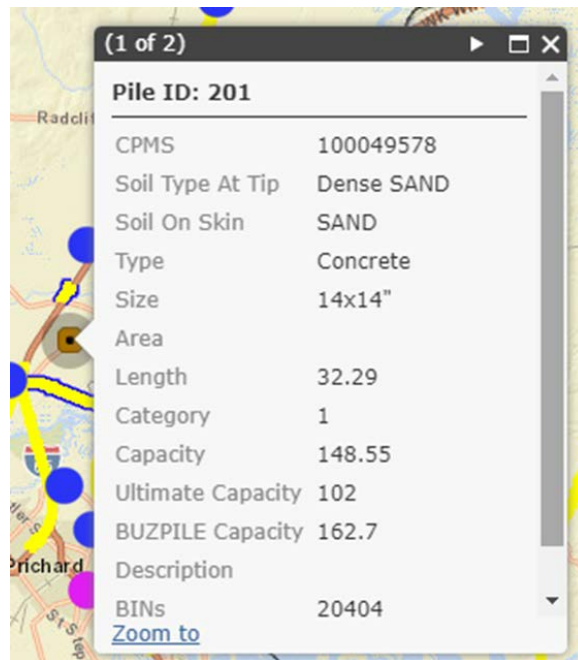 (1 of 2)
Pile ID: 201
CPMS 100049578
Soil Type At Tip Dense SAND
Soil On Skin SAND
Type Concrete
Size 14x14"
Area
Length 32.29
Category 1
Capacity 148.55
Ultimate Capacity 102
BUZPILE Capacity 162.7
Description
BINs 20404
Zoom to
Radcli
Prichard
St Step